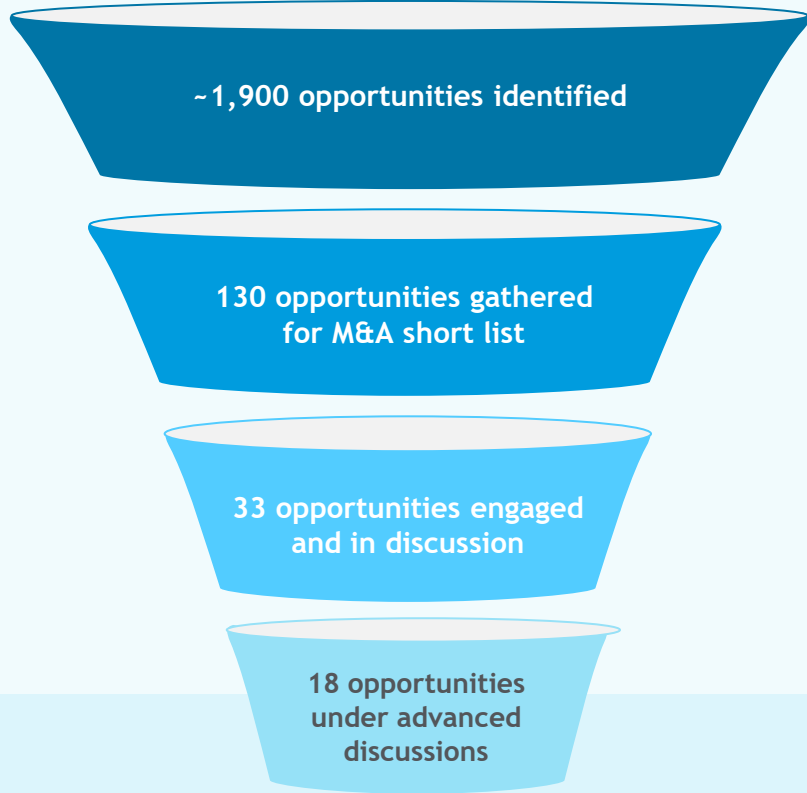 ~1,900 opportunities identified
130 opportunities gathered
for M&A short list
33 opportunities engaged
and in discussion
18 opportunities
under advanced
discussions